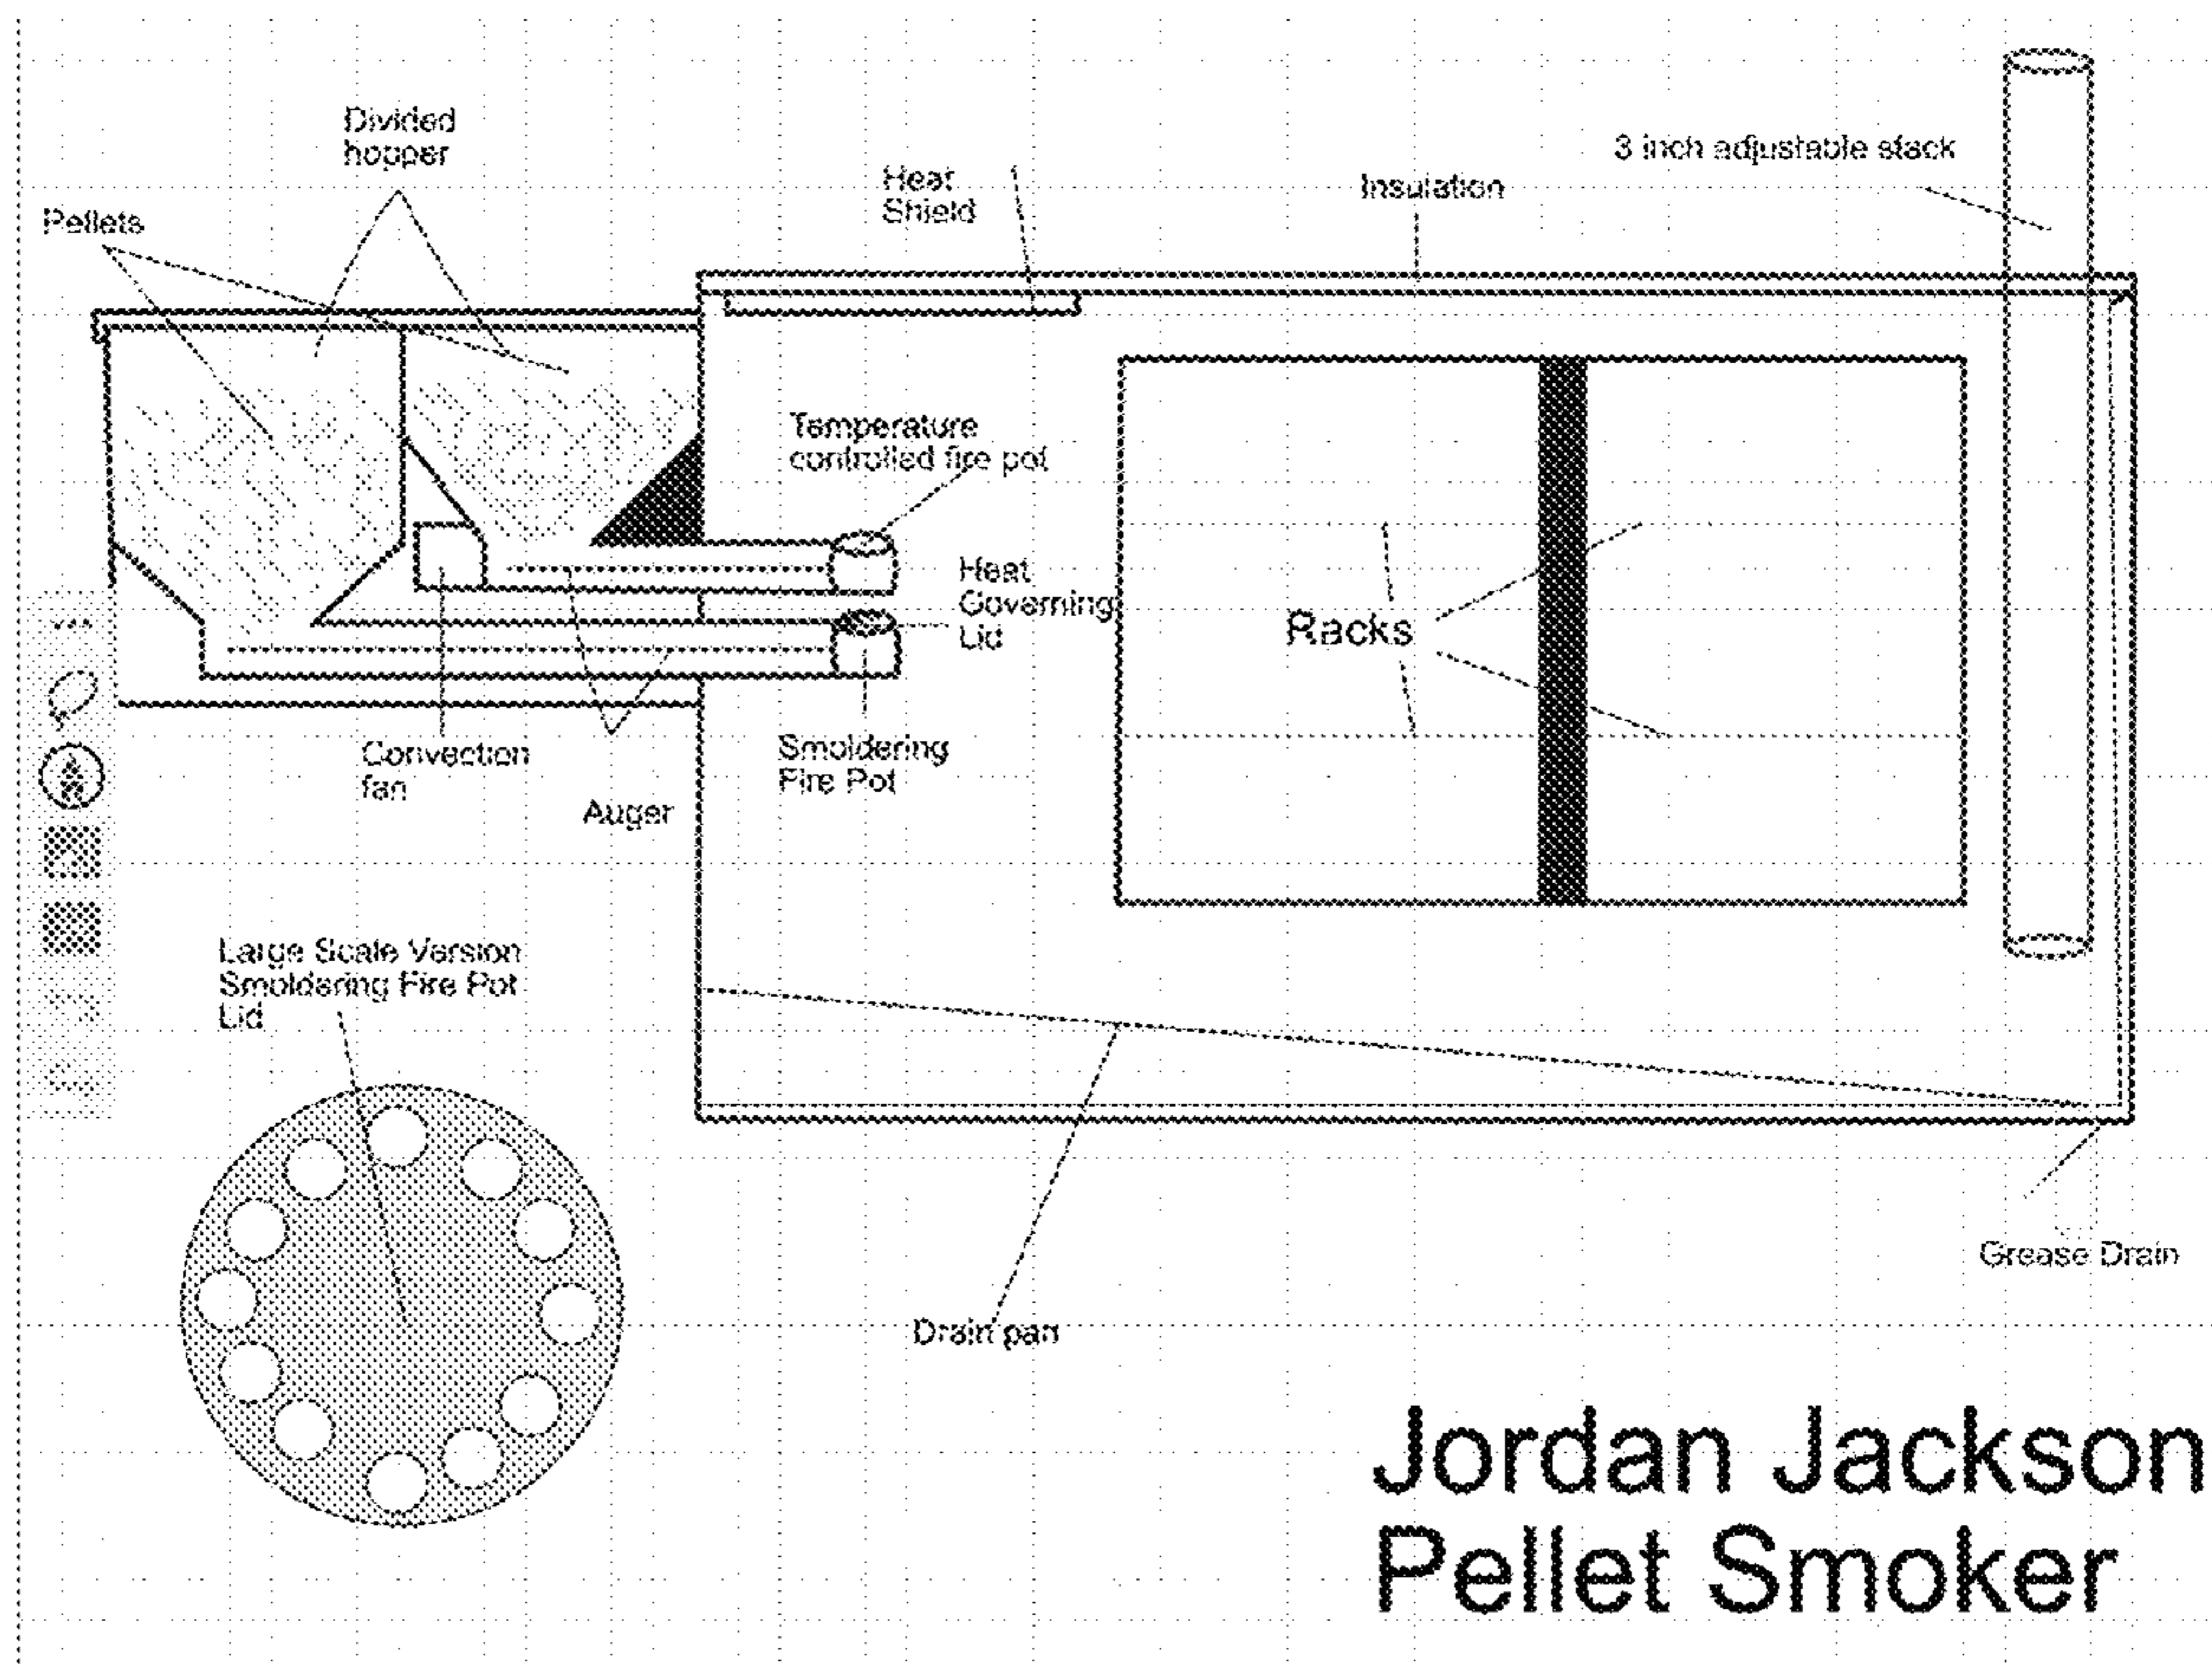 Divided
hopper
Pellets
Heat
Shield
Insulation
3 inch adjustable stack
Temperature
controlled fire pot
Heat
Governing
Lid
Racks
Convection
fan
Auger
Smoldering
Fire Pot
Large Scale Version
Smoldering Fire Pot
Lid
Drain pan
Grease Drain
Jordan Jackson
Pellet Smoker